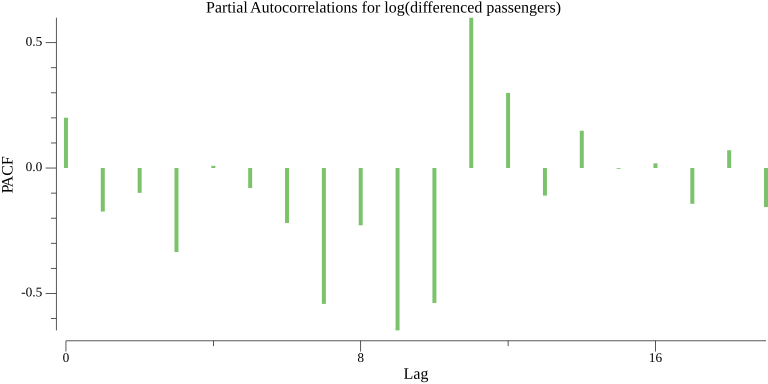 Partial Autocorrelations for log(differenced passengers)
0.5
0.0
-0.5
PACF
0 8 16
Lag